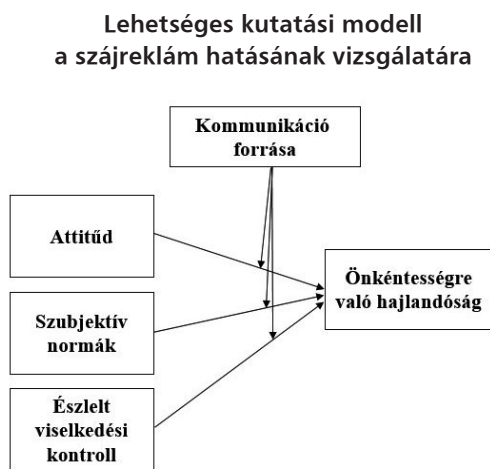 Lehetséges kutatási modell
a szájreklám hatásának vizsgálatára
Kommunikáció
forrása
Attitűd
Szubjektív
normák
Észlelt
viselkedési
kontroll
Önkéntességre
való hajlandóság